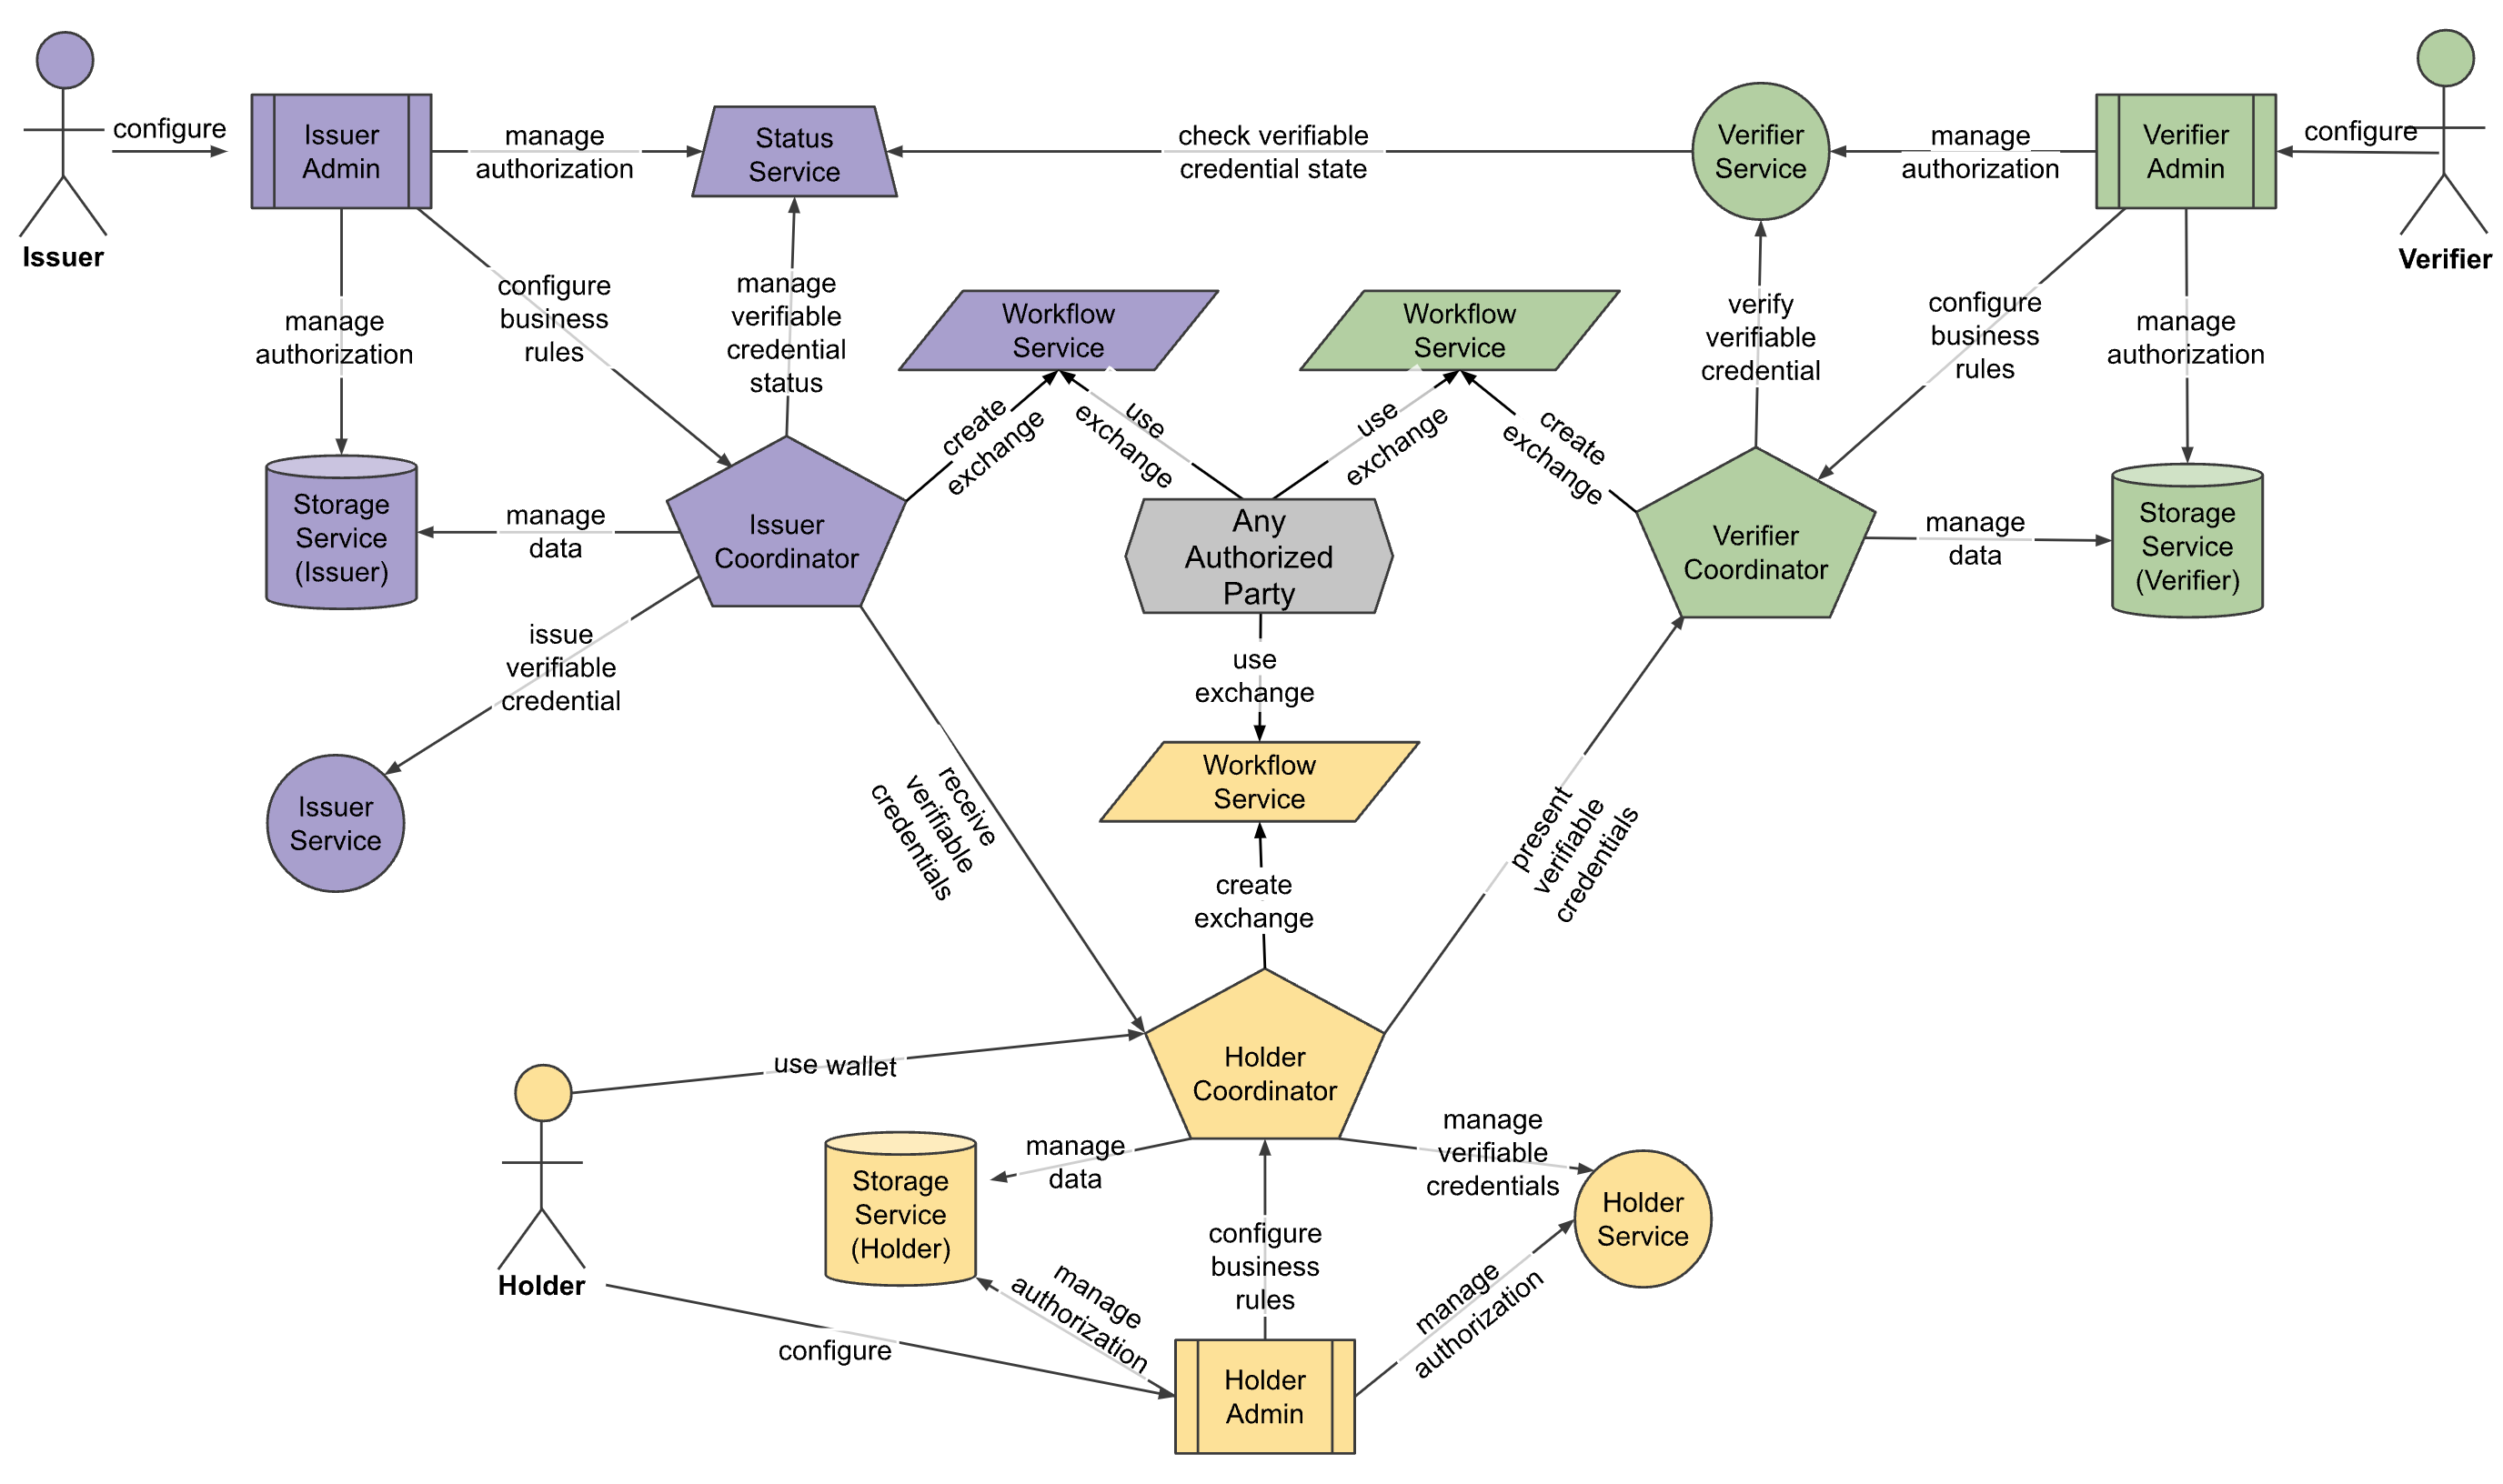 configure
Issuer
Issuer
Admin
manage
authorization
Status
Service
check verifiable
credential state
Verifier
Service
manage
authorization
Verifier
Admin
configure
Verifier
manage
authorization
configure
business
rules
manage
verifiable
credential
status
Workflow
Service
Workflow
Service
verify
verifiable
credential
configure
business
rules
manage
authorization
create
exchange
use
exchange
use
exchange
create
exchange
Storage
Service
(Issuer)
manage
data
Issuer
Coordinator
Any
Authorized
Party
Verifier
Coordinator
manage
data
Storage
Service
(Verifier)
issue
verifiable
credential
use
exchange
Issuer
Service
receive
verifiable
credentials
Workflow
Service
present
verifiable
credentials
create
exchange
use wallet
Holder
Coordinator
Holder
Storage
Service
(Holder)
manage
data
manage
verifiable
credentials
Holder
Service
configure
business
rules
manage
authorization
manage
authorization
configure
Holder
Admin